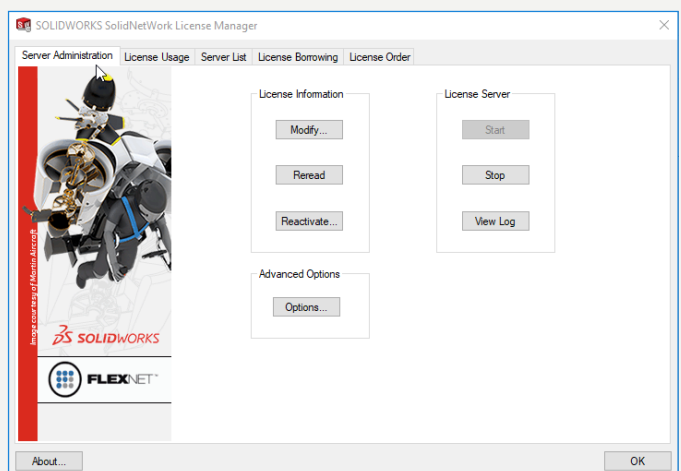 SOLIDWORKS SolidNetWork License Manager
Server Administration License Usage Server List License Borrowing License Order
License Information
Modify...
Reread
Reactivate...
License Server
Start
Stop
View Log
Advanced Options
Options...
Image courtesy of Martin Aircraft
SOLIDWORKS
FLEXNET™
About...
OK